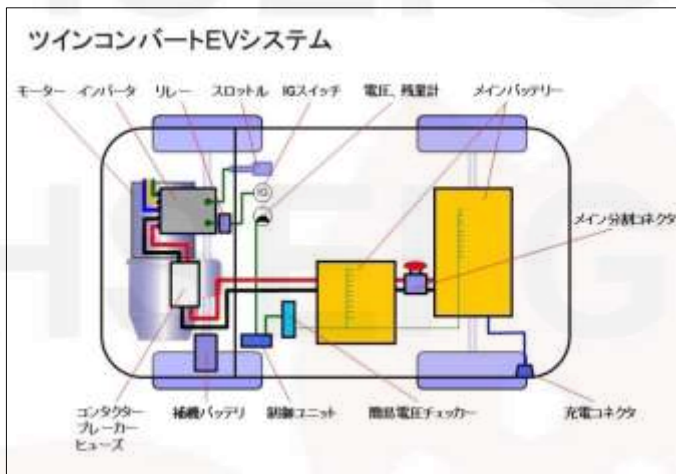 ツインコンバートEVシステム
モーター インバータ リレー スロットル IGスイッチ 電圧、残量計 メインバッテリー
IG
メイン分割コネクタ
コンタクター
ブレーカー
ヒューズ
補機バッテリ 制御ユニット 簡易電圧チェッカー 充電コネクタ